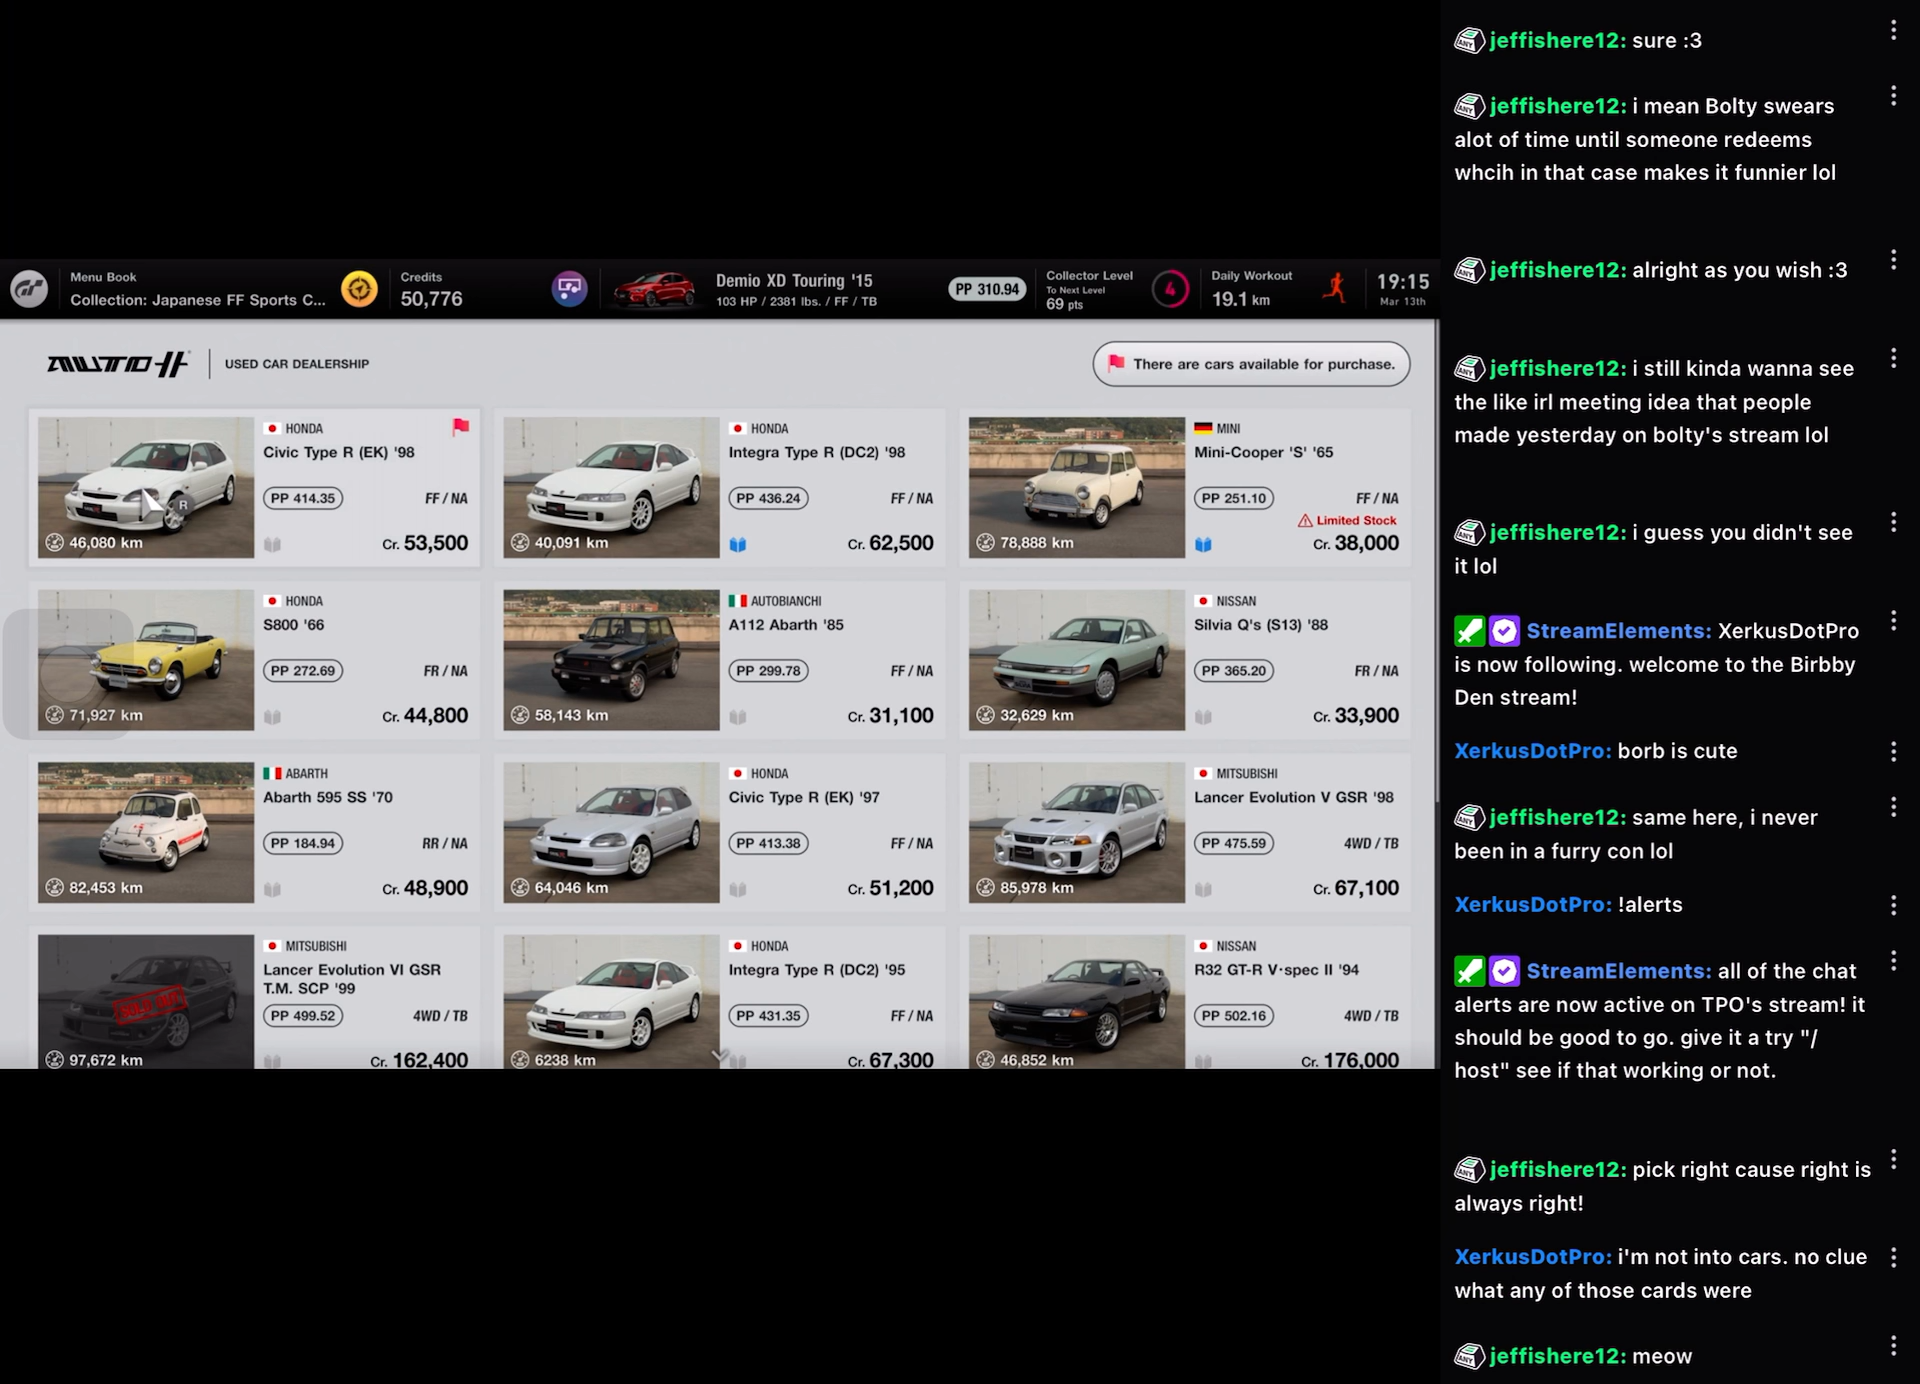 Menu Book
Collection: Japanese FF Sports C...
Credits
50,776
Demio XD Touring '15
103 HP / 2381 lbs. / FF / TB
PP 310.94
Collector Level
To Next Level
69 pts
4
Daily Workout
19.1 km
19:15
Mar 13th
AUTO
USED CAR DEALERSHIP
There are cars available for purchase.
HONDA
Civic Type R (EK) '98
PP 414.35
FF / NA
46,080 km
Cr. 53,500
R
HONDA
Integra Type R (DC2) '98
PP 436.24
FF / NA
40,091 km
Cr. 62,500
MINI
Mini-Cooper 'S' '65
PP 251.10
FF / NA
Limited Stock
78,888 km
Cr. 38,000
HONDA
S800 '66
PP 272.69
FR / NA
71,927 km
Cr. 44,800
AUTOBIANCHI
A112 Abarth '85
PP 299.78
FF / NA
58,143 km
Cr. 31,100
NISSAN
Silvia Q's (S13) '88
PP 365.20
FR / NA
32,629 km
Cr. 33,900
ABARTH
Abarth 595 SS '70
PP 184.94
RR / NA
82,453 km
Cr. 48,900
HONDA
Civic Type R (EK) '97
PP 413.38
FF / NA
64,046 km
Cr. 51,200
MITSUBISHI
Lancer Evolution V GSR '98
PP 475.59
4WD / TB
85,978 km
Cr. 67,100
MITSUBISHI
Lancer Evolution VI GSR
T.M. SCP '99
PP 499.52
4WD / TB
SOLD OUT
97,672 km
Cr. 162,400
HONDA
Integra Type R (DC2) '95
PP 431.35
FF / NA
6238 km
Cr. 67,300
NISSAN
R32 GT-R V·spec II '94
PP 502.16
4WD / TB
46,852 km
Cr. 176,000
jeffishere12: sure :3
jeffishere12: i mean Bolty swears
alot of time until someone redeems
whcih in that case makes it funnier lol
jeffishere12: alright as you wish :3
jeffishere12: i still kinda wanna see
the like irl meeting idea that people
made yesterday on bolty's stream lol
jeffishere12: i guess you didn't see
it lol
StreamElements: XerkusDotPro
is now following. welcome to the Birbby
Den stream!
XerkusDotPro: borb is cute
jeffishere12: same here, i never
been in a furry con lol
XerkusDotPro: !alerts
StreamElements: all of the chat
alerts are now active on TPO's stream! it
should be good to go. give it a try "/
host" see if that working or not.
jeffishere12: pick right cause right is
always right!
XerkusDotPro: i'm not into cars. no clue
what any of those cards were
jeffishere12: meow